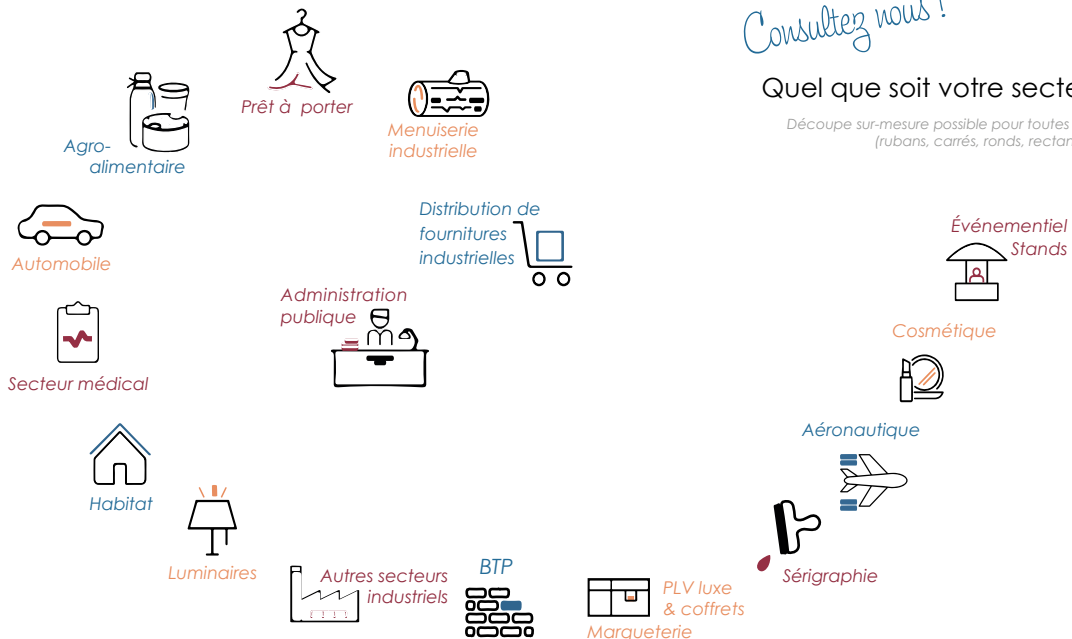 Consultez nous !
Quel que soit votre secte
Découpe sur-mesure possible pour toutes
(rubans, carrés, ronds, rectan
Prêt à porter
Menuiserie
industrielle
Agro-
alimentaire
Distribution de
fournitures
industrielles
Automobile
Événementiel
Stands
Administration
publique
Cosmétique
Secteur médical
Aéronautique
Habitat
Luminaires
Autres secteurs
industriels
BTP
PLV luxe
& coffrets
Marqueterie
Sérigraphie